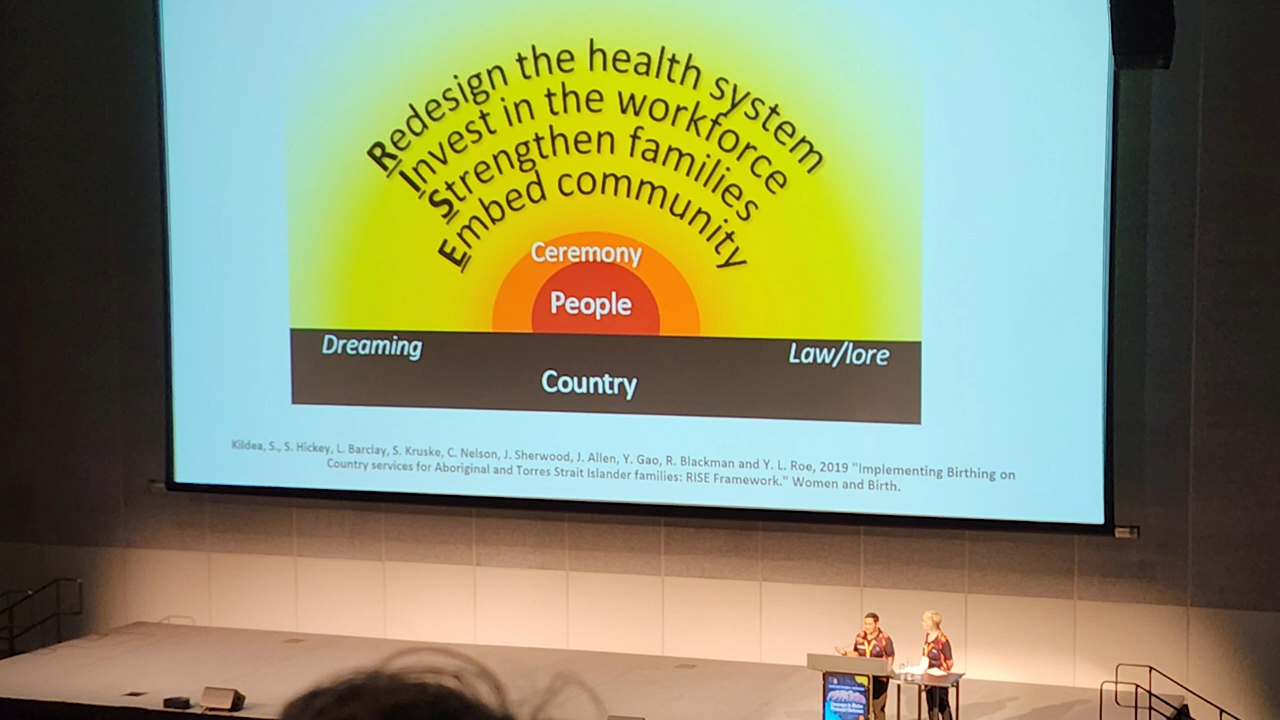 Redesign the health system
Invest in the workforce
Strengthen families
Embed community
Ceremony
People
Dreaming
Law/lore
Country
Kildea, S., S. Hickey, L. Barclay, S. Kruske, C. Nelson, J. Sherwood, J. Allen, Y. Gao, R. Blackman and Y. L. Roe, 2019 "Implementing Birthing on
Country services for Aboriginal and Torres Strait Islander families: RISE Framework." Women and Birth.